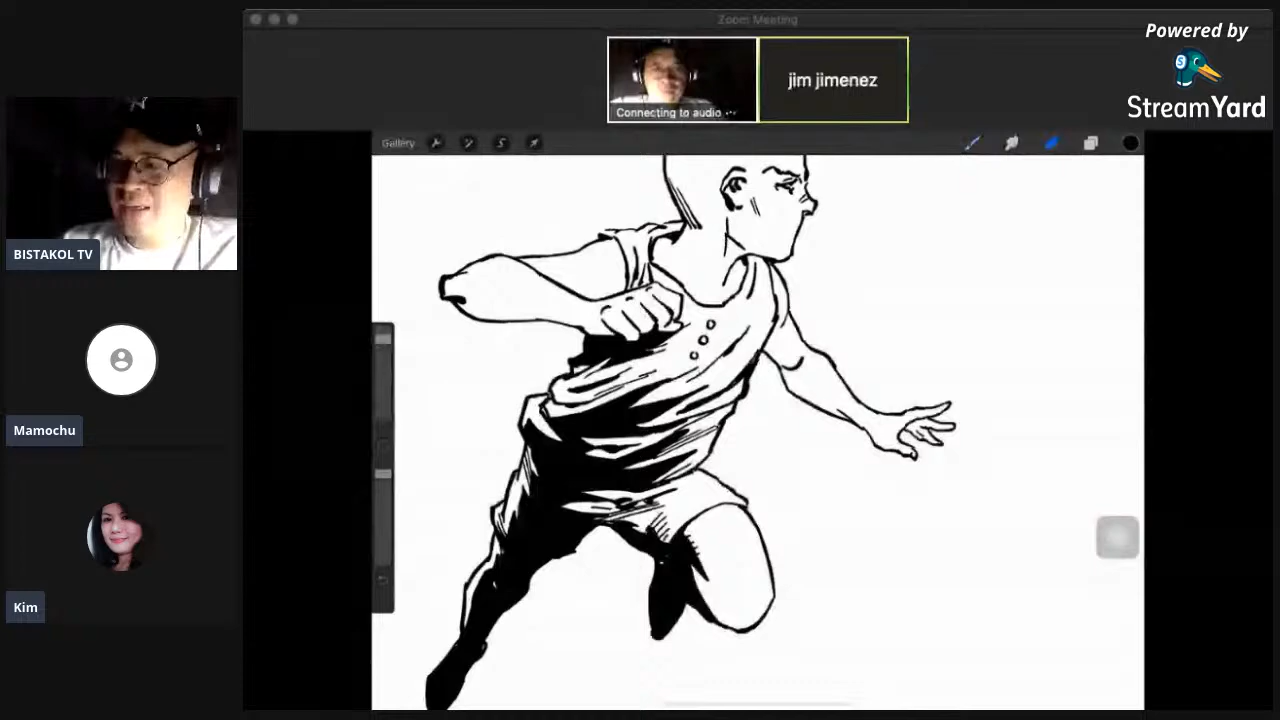 Zoom Meeting
Powered by
StreamYard
Connecting to audio ...
jim jimenez
Gallery
BISTAKOL TV
Mamochu
Kim